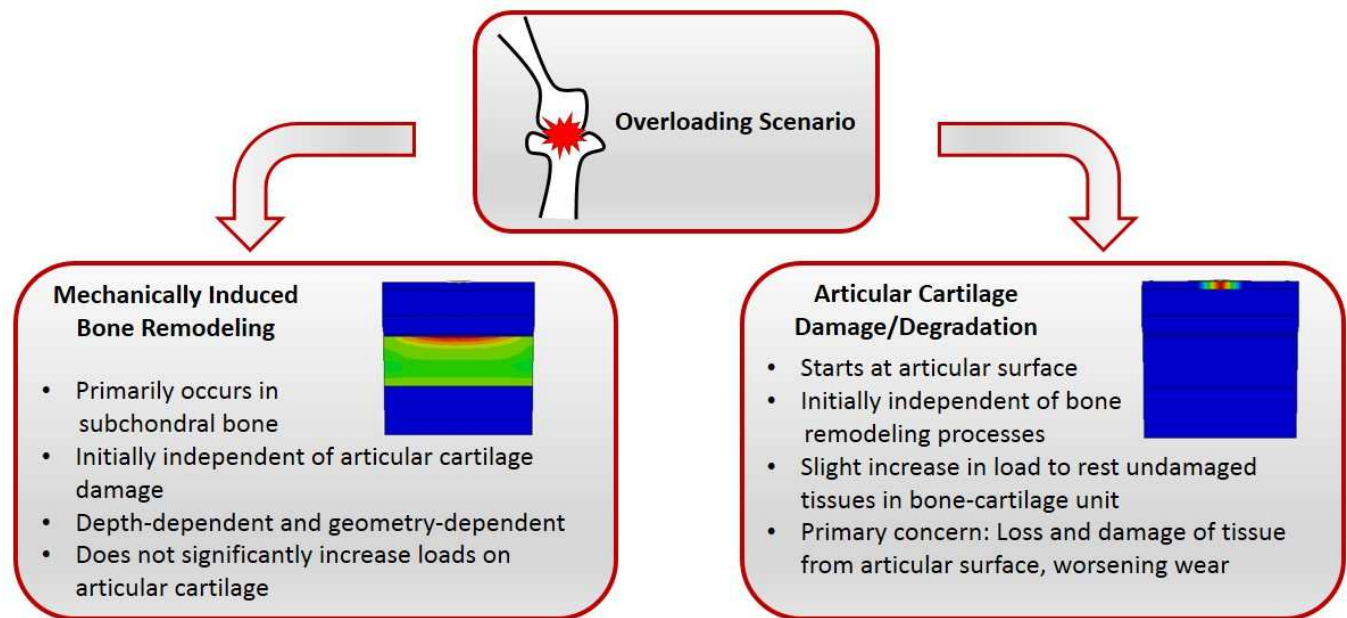 Overloading Scenario
Mechanically Induced
Bone Remodeling
• Primarily occurs in
subchondral bone
• Initially independent of articular cartilage
damage
• Depth-dependent and geometry-dependent
• Does not significantly increase loads on
articular cartilage
Articular Cartilage
Damage/Degradation
• Starts at articular surface
• Initially independent of bone
remodeling processes
• Slight increase in load to rest undamaged
tissues in bone-cartilage unit
• Primary concern: Loss and damage of tissue
from articular surface, worsening wear